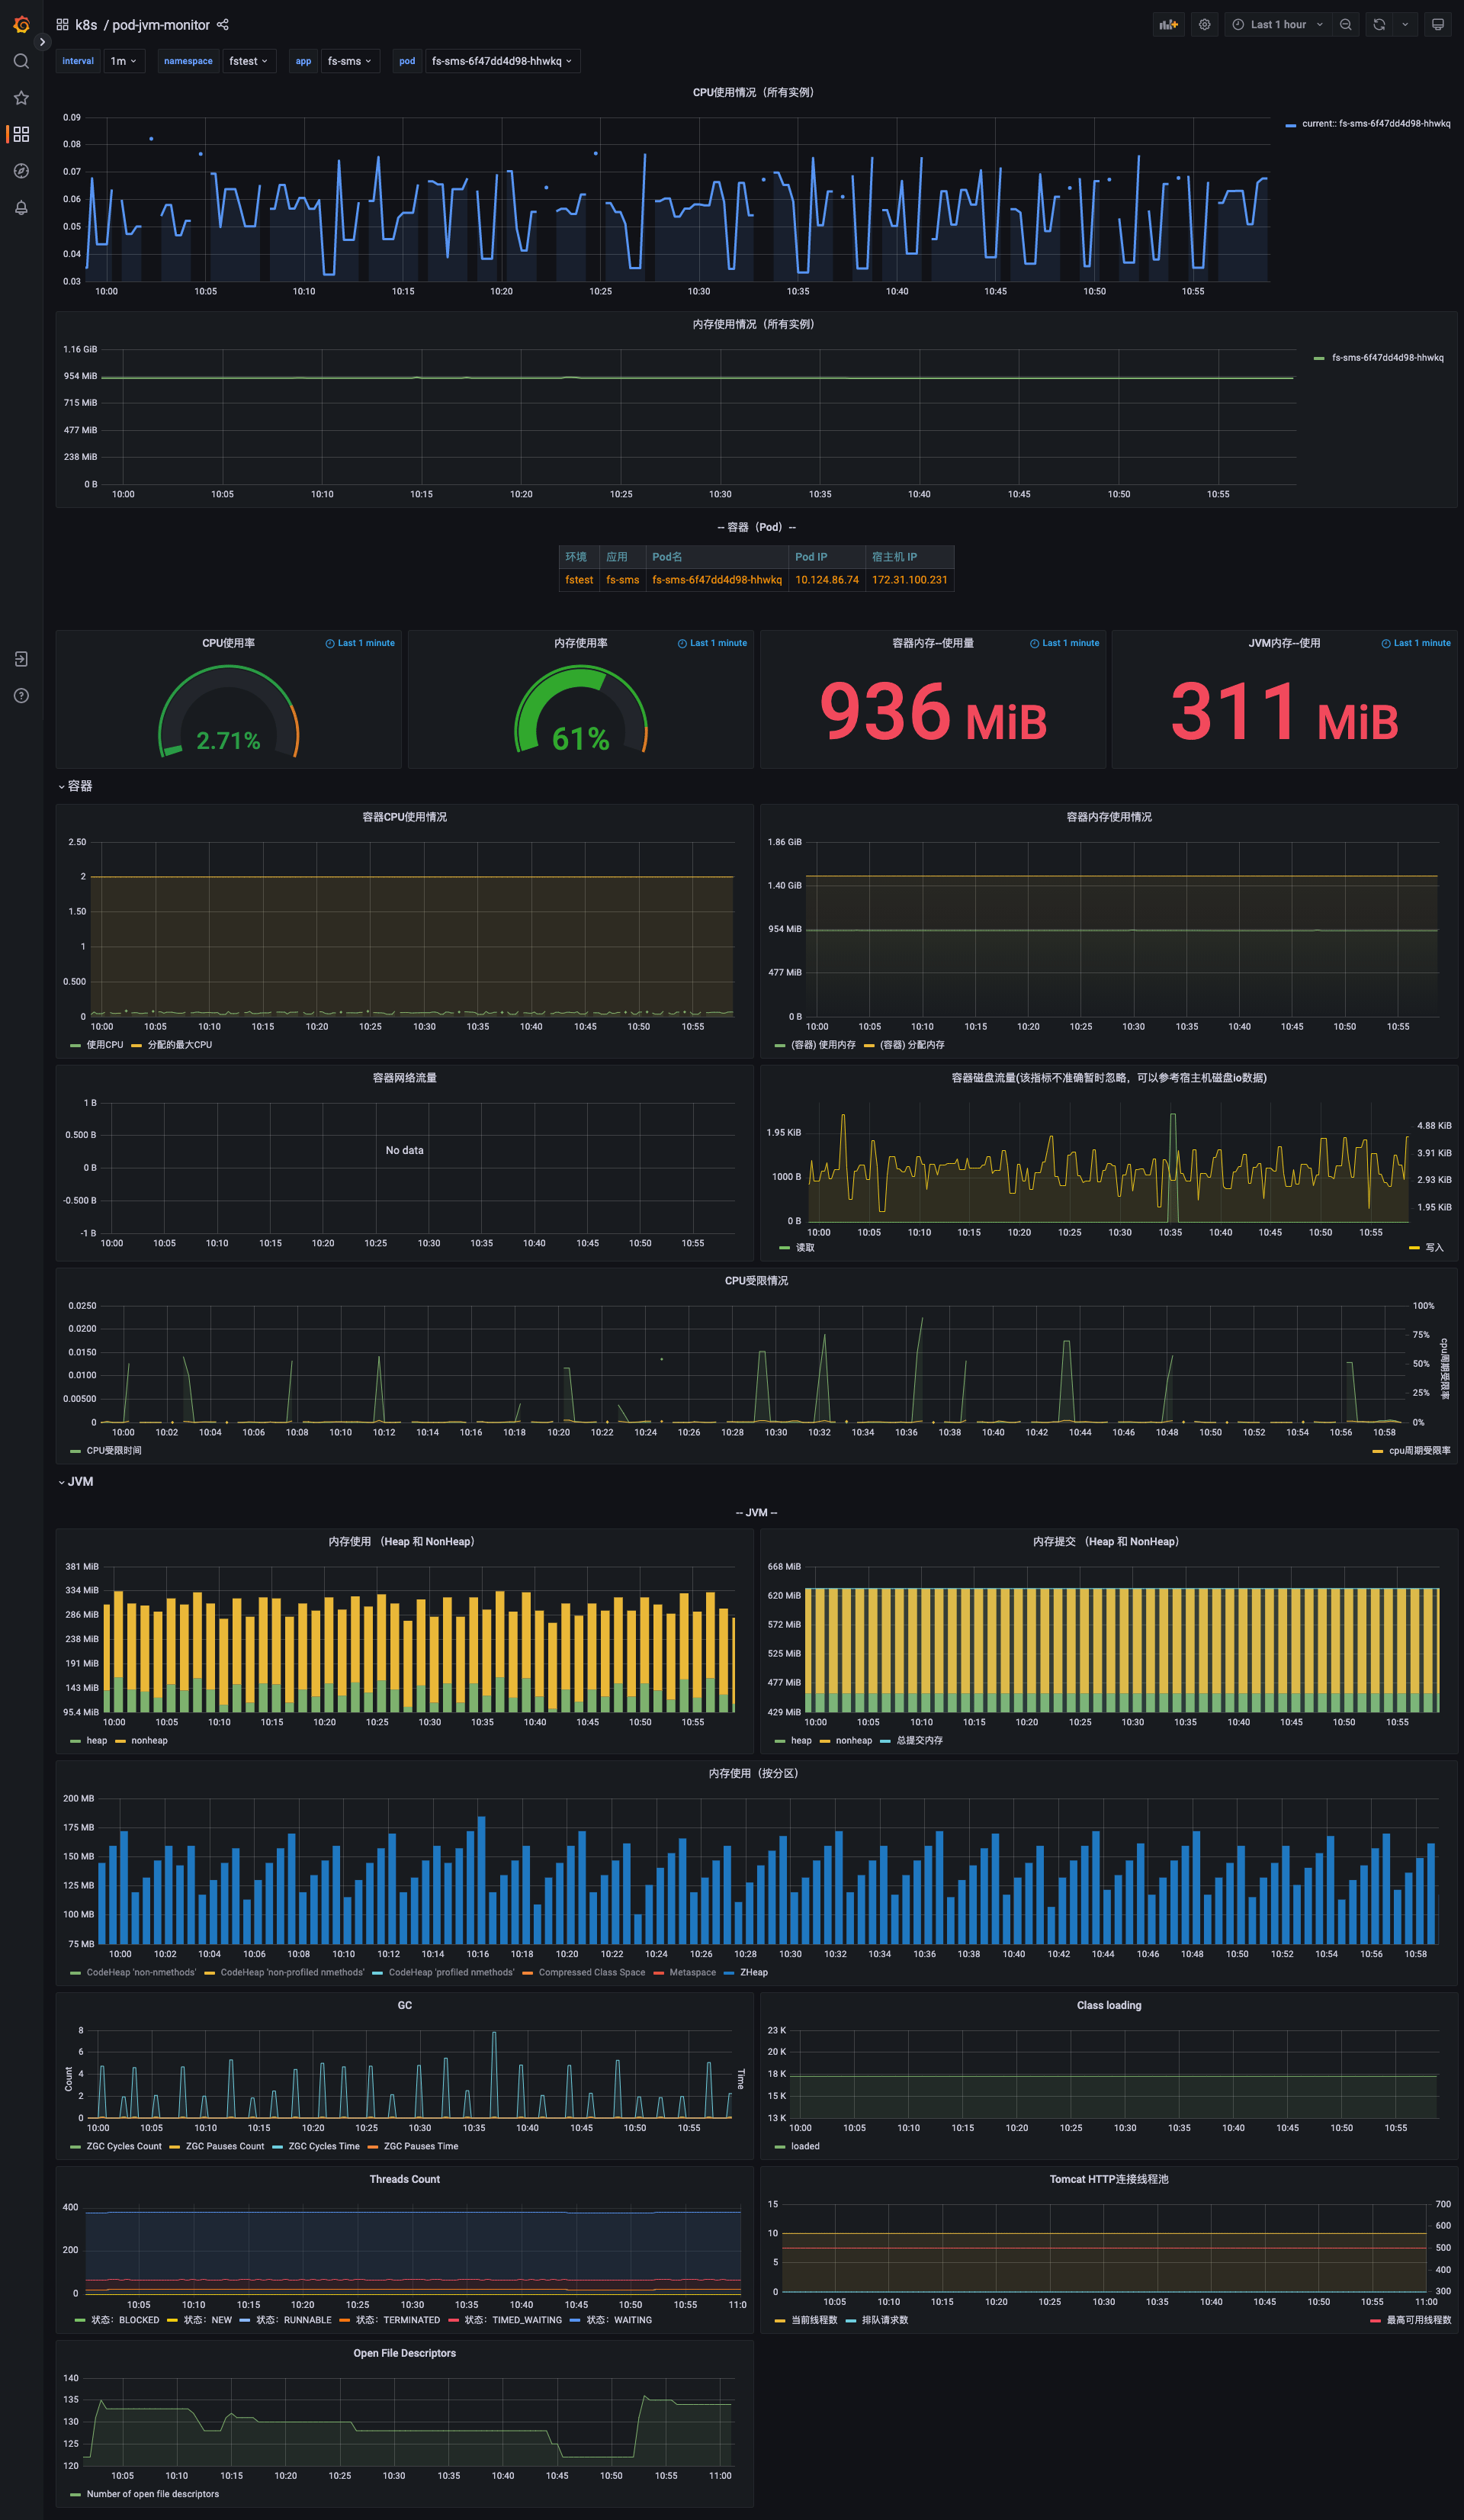 k8s / pod-jvm-monitor
Last 1 hour
interval 1m namespace fstest app fs-sms pod fs-sms-6f47dd4d98-hhwkq
CPU使用情况（所有实例）
0.09
0.08
0.07
0.06
0.05
0.04
0.03
10:00 10:05 10:10 10:15 10:20 10:25 10:30 10:35 10:40 10:45 10:50 10:55
current:: fs-sms-6f47dd4d98-hhwkq
内存使用情况（所有实例）
1.16 GiB
954 MiB
715 MiB
477 MiB
238 MiB
0 B
10:00 10:05 10:10 10:15 10:20 10:25 10:30 10:35 10:40 10:45 10:50 10:55
fs-sms-6f47dd4d98-hhwkq
-- 容器（Pod）--
环境 应用 Pod名 Pod IP 宿主机 IP
fstest fs-sms fs-sms-6f47dd4d98-hhwkq 10.124.86.74 172.31.100.231
CPU使用率 Last 1 minute
2.71%
内存使用率 Last 1 minute
61%
容器内存--使用量 Last 1 minute
936 MiB
JVM内存--使用 Last 1 minute
311 MiB
容器
容器CPU使用情况
2.50
2
1.50
1
0.500
0
10:00 10:05 10:10 10:15 10:20 10:25 10:30 10:35 10:40 10:45 10:50 10:55
使用CPU 分配的最大CPU
容器内存使用情况
1.86 GiB
1.40 GiB
954 MiB
477 MiB
0 B
10:00 10:05 10:10 10:15 10:20 10:25 10:30 10:35 10:40 10:45 10:50 10:55
(容器) 使用内存 (容器) 分配内存
容器网络流量
1 B
0.500 B
0 B
-0.500 B
-1 B
No data
10:00 10:05 10:10 10:15 10:20 10:25 10:30 10:35 10:40 10:45 10:50 10:55
容器磁盘流量(该指标不准确暂时忽略，可以参考宿主机磁盘io数据)
1.95 KiB
1000 B
0 B
4.88 KiB
3.91 KiB
2.93 KiB
1.95 KiB
10:00 10:05 10:10 10:15 10:20 10:25 10:30 10:35 10:40 10:45 10:50 10:55
读取 写入
CPU受限情况
0.0250
0.0200
0.0150
0.0100
0.00500
0
100%
75%
50%
25%
0%
cpu周期受限率
10:00 10:02 10:04 10:06 10:08 10:10 10:12 10:14 10:16 10:18 10:20 10:22 10:24 10:26 10:28 10:30 10:32 10:34 10:36 10:38 10:40 10:42 10:44 10:46 10:48 10:50 10:52 10:54 10:56 10:58
CPU受限时间 cpu周期受限率
JVM
-- JVM --
内存使用 （Heap 和 NonHeap）
381 MiB
334 MiB
286 MiB
238 MiB
191 MiB
143 MiB
95.4 MiB
10:00 10:05 10:10 10:15 10:20 10:25 10:30 10:35 10:40 10:45 10:50 10:55
heap nonheap
内存提交 （Heap 和 NonHeap）
668 MiB
620 MiB
572 MiB
525 MiB
477 MiB
429 MiB
10:00 10:05 10:10 10:15 10:20 10:25 10:30 10:35 10:40 10:45 10:50 10:55
heap nonheap 总提交内存
内存使用（按分区）
200 MB
175 MB
150 MB
125 MB
100 MB
75 MB
10:00 10:02 10:04 10:06 10:08 10:10 10:12 10:14 10:16 10:18 10:20 10:22 10:24 10:26 10:28 10:30 10:32 10:34 10:36 10:38 10:40 10:42 10:44 10:46 10:48 10:50 10:52 10:54 10:56 10:58
CodeHeap 'non-nmethods' CodeHeap 'non-profiled nmethods' CodeHeap 'profiled nmethods' Compressed Class Space Metaspace ZHeap
GC
8
6
4
2
0
Count
Time
10:00 10:05 10:10 10:15 10:20 10:25 10:30 10:35 10:40 10:45 10:50 10:55
ZGC Cycles Count ZGC Pauses Count ZGC Cycles Time ZGC Pauses Time
Class loading
23 K
20 K
18 K
15 K
13 K
10:00 10:05 10:10 10:15 10:20 10:25 10:30 10:35 10:40 10:45 10:50 10:55
loaded
Threads Count
400
200
0
10:05 10:10 10:15 10:20 10:25 10:30 10:35 10:40 10:45 10:50 10:55 11:0
状态：BLOCKED 状态：NEW 状态：RUNNABLE 状态：TERMINATED 状态：TIMED_WAITING 状态：WAITING
Tomcat HTTP连接线程池
15
10
5
0
700
600
500
400
300
10:05 10:10 10:15 10:20 10:25 10:30 10:35 10:40 10:45 10:50 10:55 11:00
当前线程数 排队请求数 最高可用线程数
Open File Descriptors
140
135
130
125
120
10:05 10:10 10:15 10:20 10:25 10:30 10:35 10:40 10:45 10:50 10:55 11:00
Number of open file descriptors